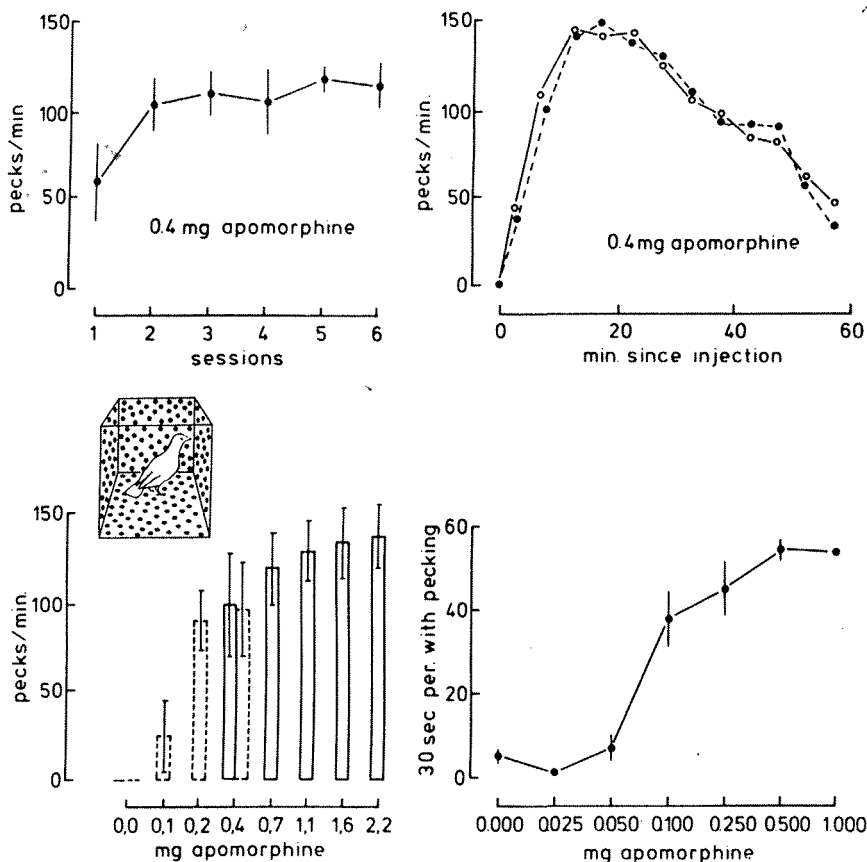 150
100
50
0
pecks/min
0.4 mg apomorphine
1 2 3 4 5 6
sessions
150
100
50
0
pecks/min.
0.4 mg apomorphine
0 20 40 60
min. since injection
150
100
50
0
pecks/min.
0,0 0,1 0,2 0,4 0,7 1,1 1,6 2,2
mg apomorphine
60
40
20
0
30 sec per. with pecking
0.000 0.025 0.050 0.100 0.250 0.500 1.000
mg apomorphine